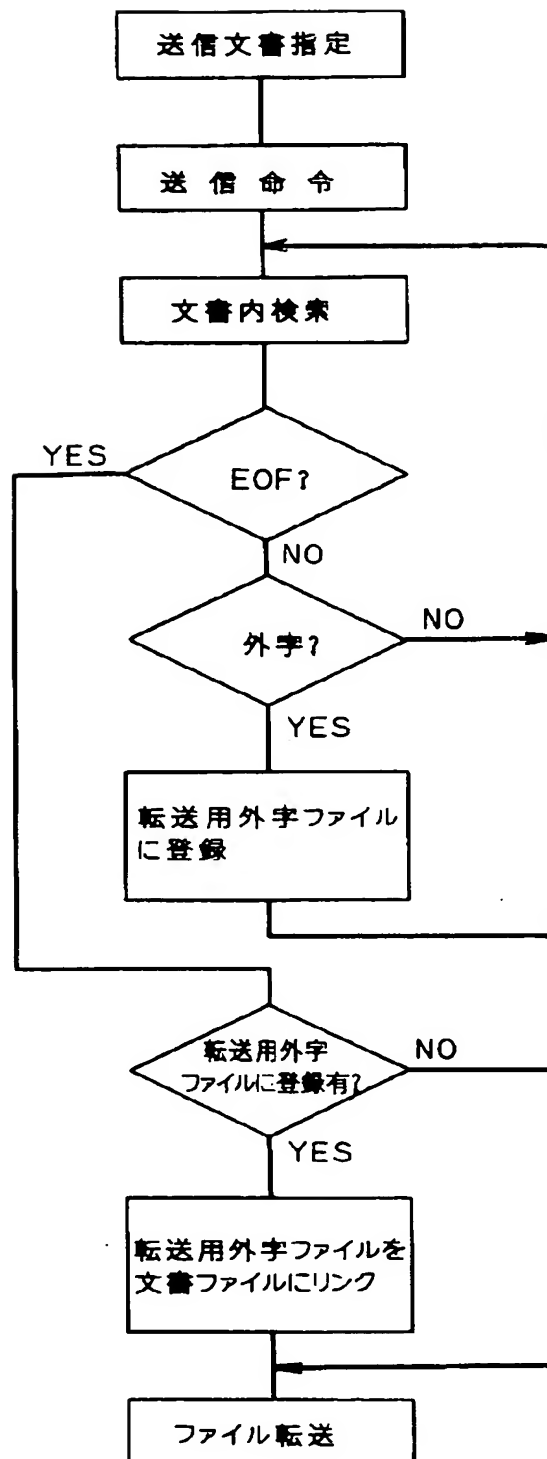 送信文書指定
送信命令
文書内検索
YES
EOF?
NO
外字?
NO
YES
転送用外字ファイル
に登録
転送用外字
ファイルに登録有?
NO
YES
転送用外字ファイルを
文書ファイルにリンク
ファイル転送